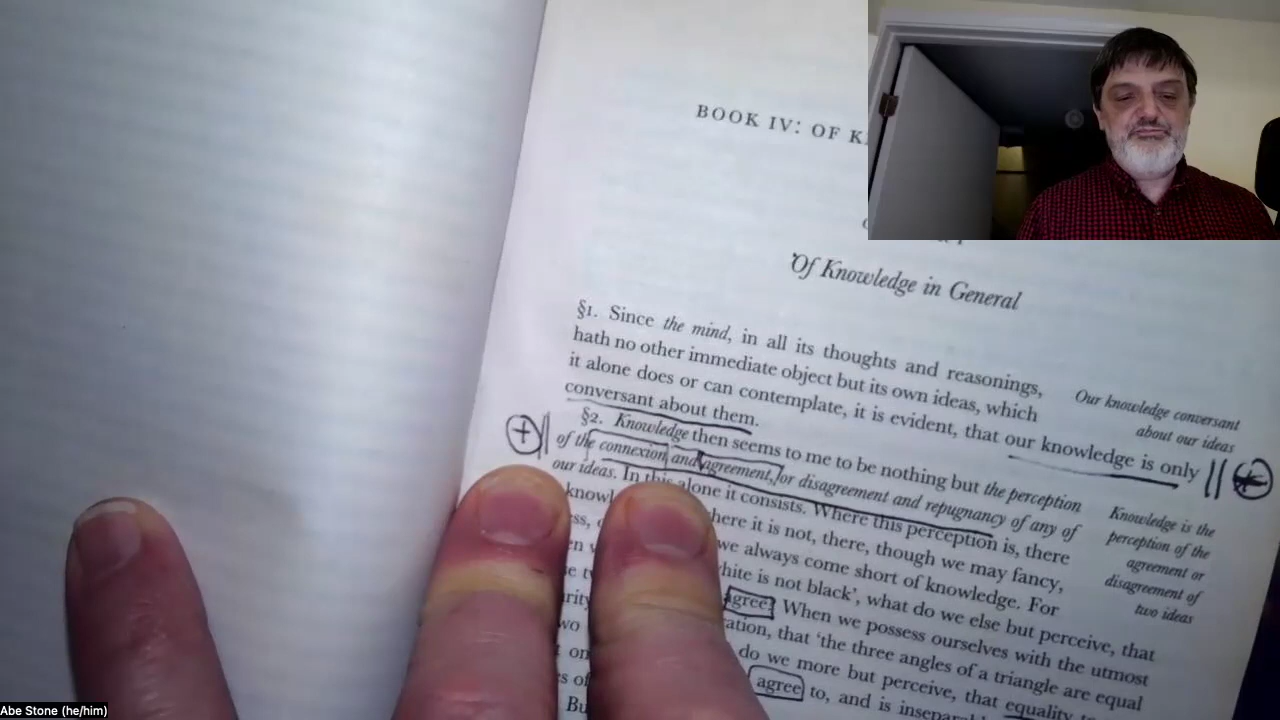 BOOK IV: OF
'Of Knowledge in General
§1. Since the mind, in all its thoughts and reasonings,
hath no other immediate object but its own ideas, which
it alone does or can contemplate, it is evident, that our knowledge is only
conversant about them.
Our knowledge conversant
about our ideas
§2. Knowledge then seems to me to be nothing but the perception
of the connexion and agreement, or disagreement and repugnancy of any of
our ideas. In this alone it consists. Where this perception is, there
where it is not, there, though we may fancy,
we always come short of knowledge. For
white is not black', what do we else but perceive, that
agree? When we possess ourselves with the utmost
that 'the three angles of a triangle are equal
do we more but perceive, that equality
agree to, and is
Bu
Knowledge is the
perception of the
agreement or
disagreement of
two ideas
Abe Stone (he/him)